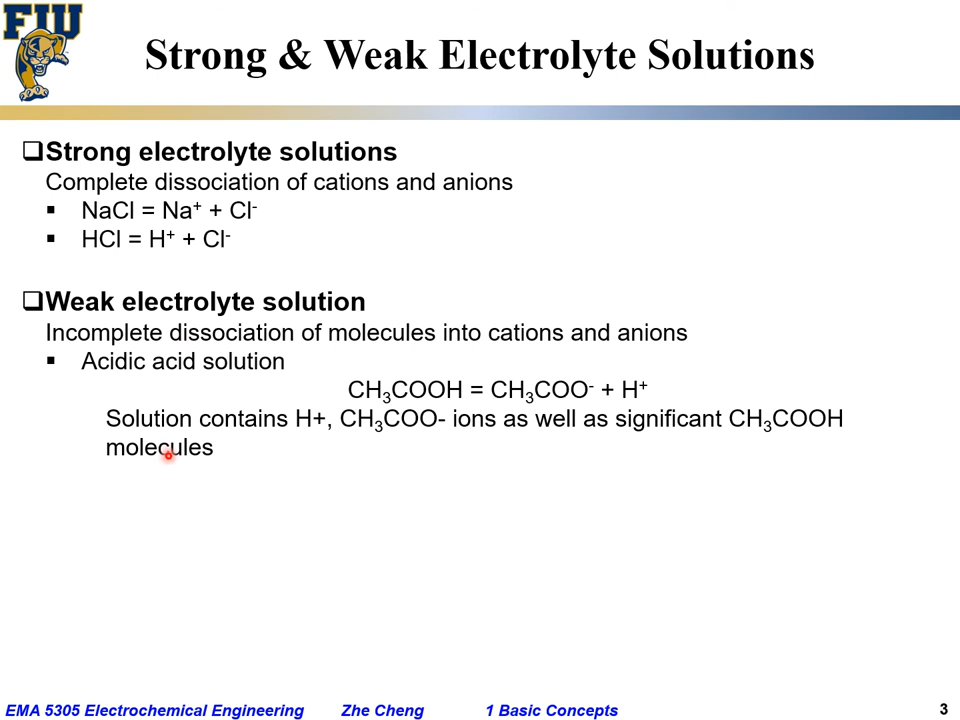 FIU
Strong & Weak Electrolyte Solutions
❑Strong electrolyte solutions
Complete dissociation of cations and anions
▪ NaCl = Na⁺ + Cl⁻
▪ HCl = H⁺ + Cl⁻
❑Weak electrolyte solution
Incomplete dissociation of molecules into cations and anions
▪ Acidic acid solution
CH₃COOH = CH₃COO⁻ + H⁺
Solution contains H+, CH₃COO- ions as well as significant CH₃COOH
molecules
EMA 5305 Electrochemical Engineering Zhe Cheng 1 Basic Concepts 3